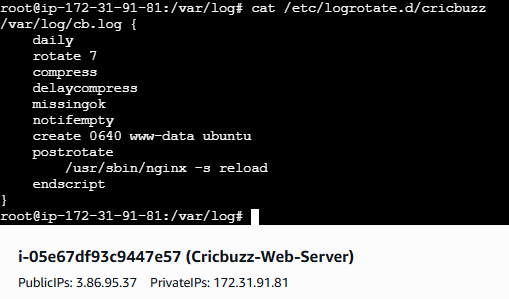 root@ip-172-31-91-81:/var/log# cat /etc/logrotate.d/cricbuzz
/var/log/cb.log {
    daily
    rotate 7
    compress
    delaycompress
    missingok
    notifempty
    create 0640 www-data ubuntu
    postrotate
        /usr/sbin/nginx -s reload
    endscript
}
root@ip-172-31-91-81:/var/log#
i-05e67df93c9447e57 (Cricbuzz-Web-Server)
PublicIPs: 3.86.95.37 PrivateIPs: 172.31.91.81